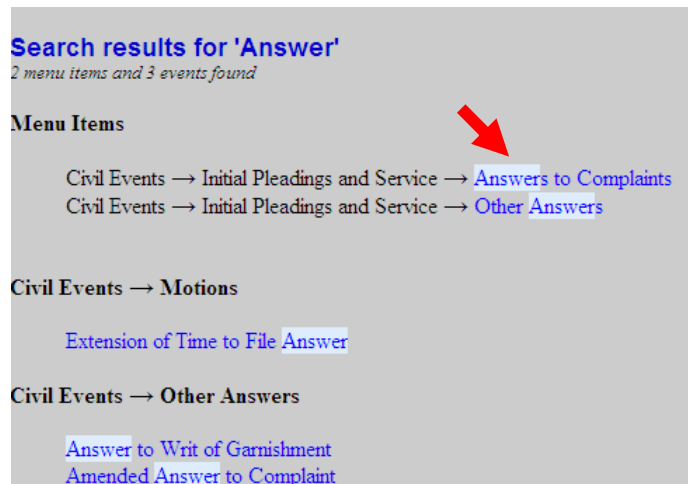 Search results for 'Answer'
2 menu items and 3 events found
Menu Items
Civil Events → Initial Pleadings and Service → Answers to Complaints
Civil Events → Initial Pleadings and Service → Other Answers
Civil Events → Motions
Extension of Time to File Answer
Civil Events → Other Answers
Answer to Writ of Garnishment
Amended Answer to Complaint